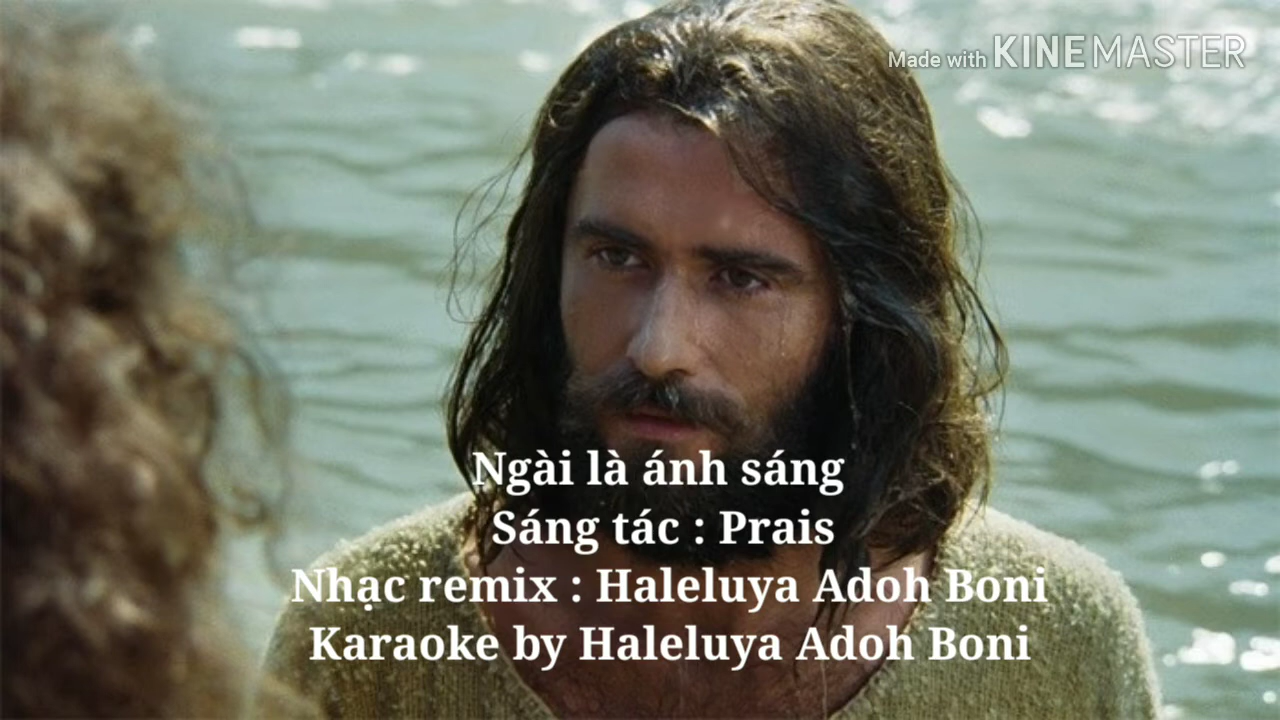 Made with KINEMASTER
Ngài là ánh sáng
Sáng tác : Prais
Nhạc remix : Haleluya Adoh Boni
Karaoke by Haleluya Adoh Boni